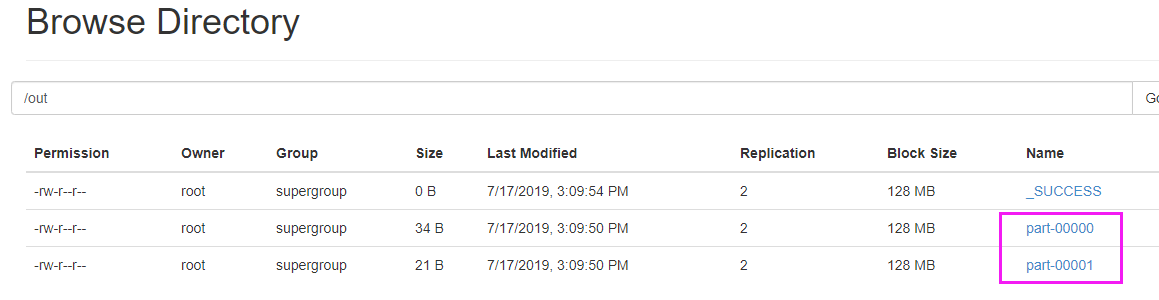 Browse Directory
/out
Go
Permission Owner Group Size Last Modified Replication Block Size Name
-rw-r--r-- root supergroup 0 B 7/17/2019, 3:09:54 PM 2 128 MB _SUCCESS
-rw-r--r-- root supergroup 34 B 7/17/2019, 3:09:50 PM 2 128 MB part-00000
-rw-r--r-- root supergroup 21 B 7/17/2019, 3:09:50 PM 2 128 MB part-00001